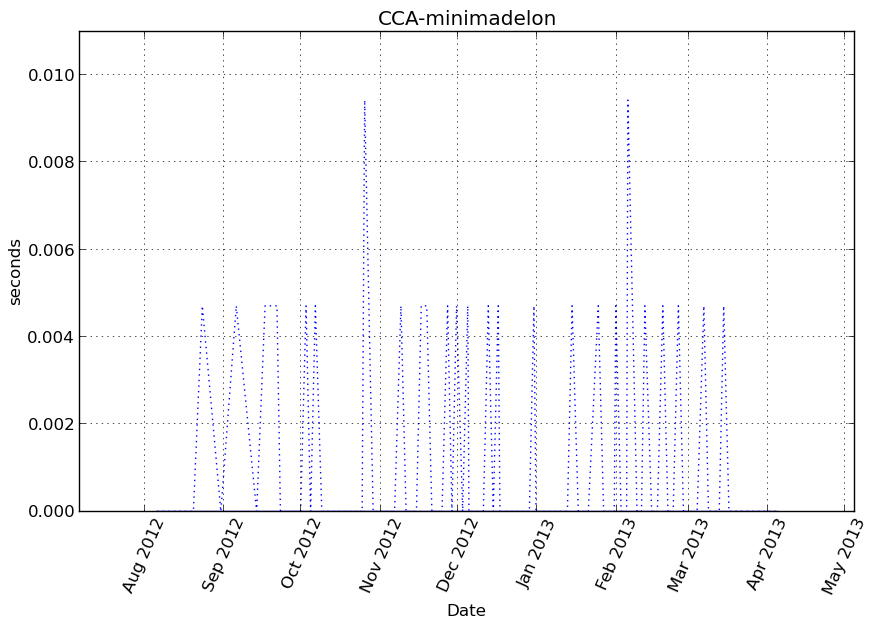 CCA-minimadelon
0.010
0.008
0.006
0.004
0.002
0.000
seconds
Aug 2012
Sep 2012
Oct 2012
Nov 2012
Dec 2012
Jan 2013
Feb 2013
Mar 2013
Apr 2013
May 2013
Date